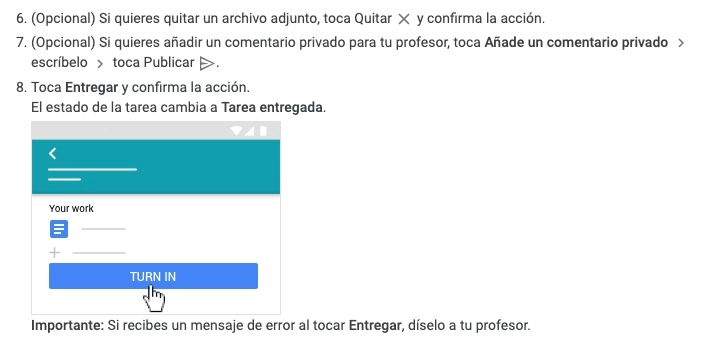 6. (Opcional) Si quieres quitar un archivo adjunto, toca Quitar × y confirma la acción.
7. (Opcional) Si quieres añadir un comentario privado para tu profesor, toca Añade un comentario privado >
escríbelo > toca Publicar .
8. Toca Entregar y confirma la acción.
El estado de la tarea cambia a Tarea entregada.
Your work
TURN IN
Importante: Si recibes un mensaje de error al tocar Entregar, díselo a tu profesor.